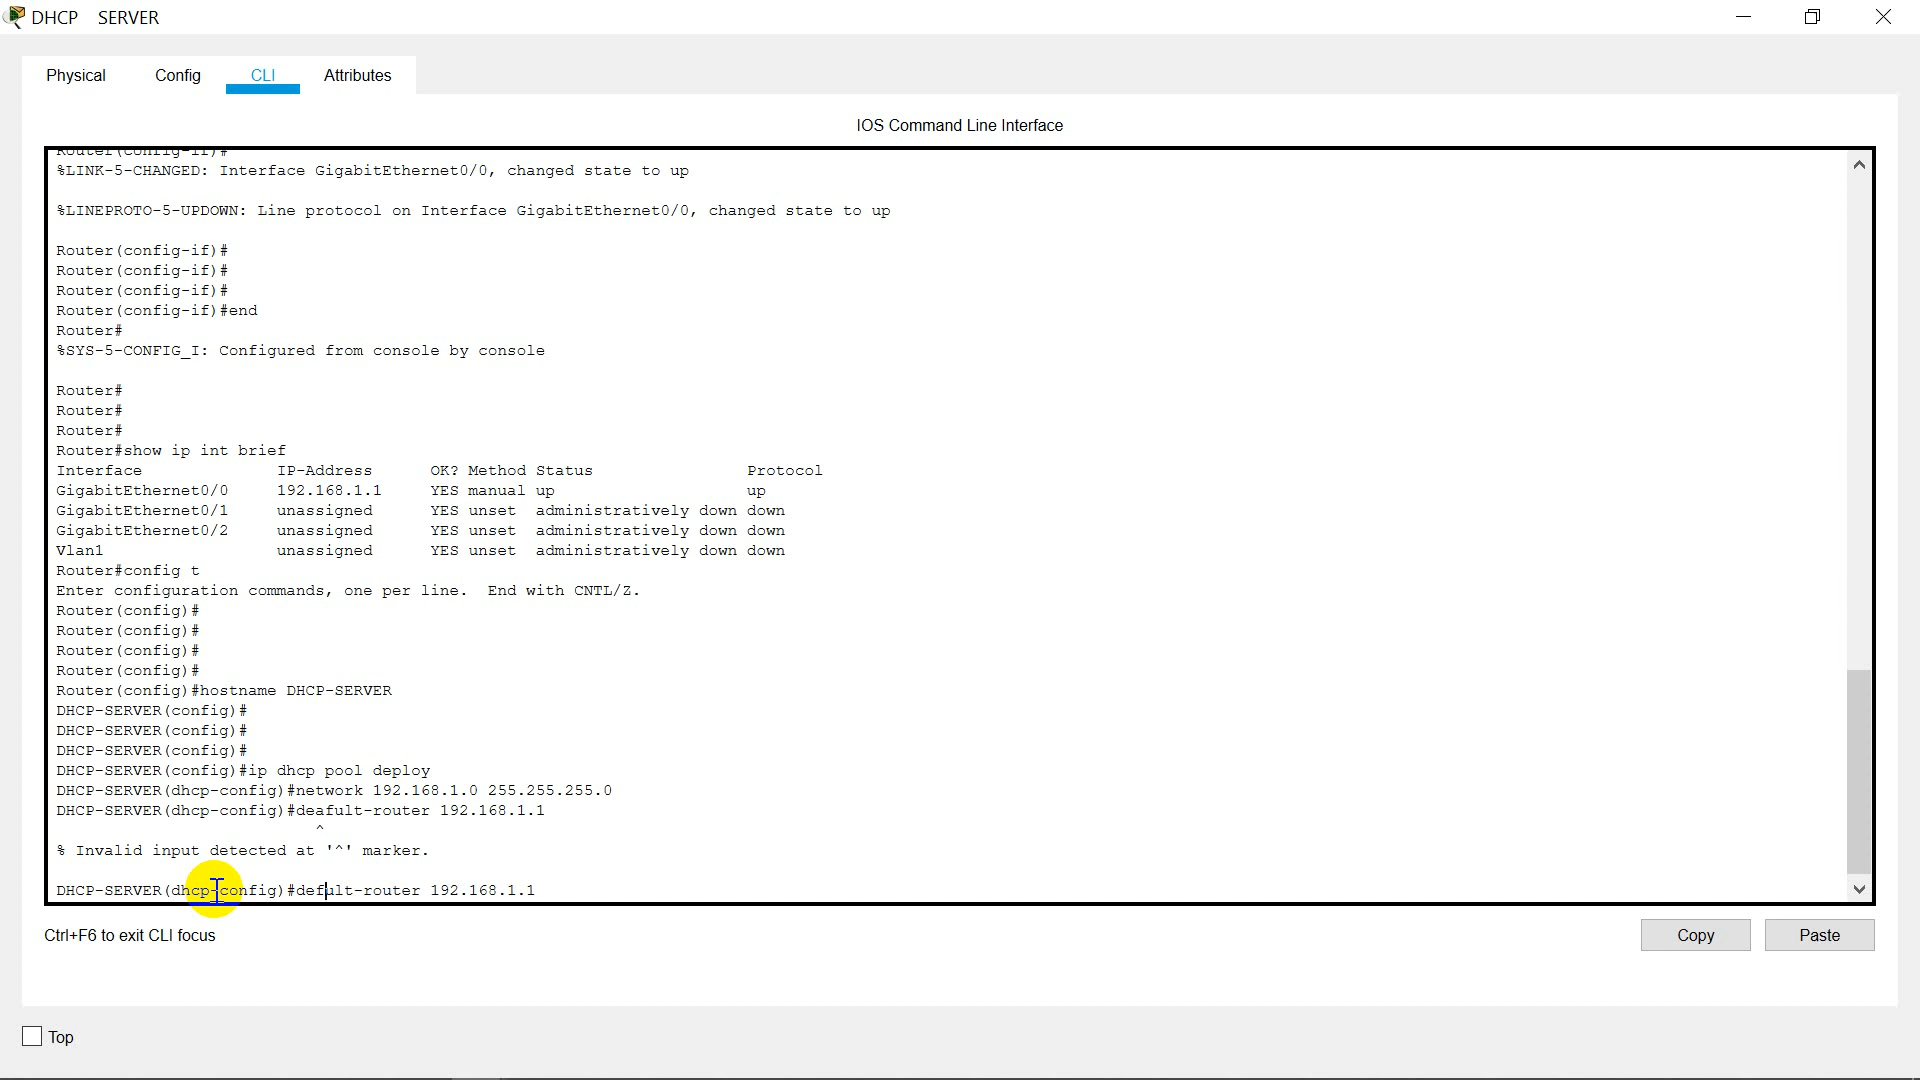 DHCP SERVER
Physical Config CLI Attributes
IOS Command Line Interface
Router(config-if)#
%LINK-5-CHANGED: Interface GigabitEthernet0/0, changed state to up
%LINEPROTO-5-UPDOWN: Line protocol on Interface GigabitEthernet0/0, changed state to up
Router(config-if)#
Router(config-if)#
Router(config-if)#
Router(config-if)#end
Router#
%SYS-5-CONFIG_I: Configured from console by console
Router#
Router#
Router#
Router#show ip int brief
Interface IP-Address OK? Method Status Protocol
GigabitEthernet0/0 192.168.1.1 YES manual up up
GigabitEthernet0/1 unassigned YES unset administratively down down
GigabitEthernet0/2 unassigned YES unset administratively down down
Vlan1 unassigned YES unset administratively down down
Router#config t
Enter configuration commands, one per line. End with CNTL/Z.
Router(config)#
Router(config)#
Router(config)#
Router(config)#
Router(config)#hostname DHCP-SERVER
DHCP-SERVER(config)#
DHCP-SERVER(config)#
DHCP-SERVER(config)#
DHCP-SERVER(config)#ip dhcp pool deploy
DHCP-SERVER(dhcp-config)#network 192.168.1.0 255.255.255.0
DHCP-SERVER(dhcp-config)#deafult-router 192.168.1.1
^
% Invalid input detected at '^' marker.
DHCP-SERVER(dhcp-config)#defult-router 192.168.1.1
Ctrl+F6 to exit CLI focus
Copy Paste
Top